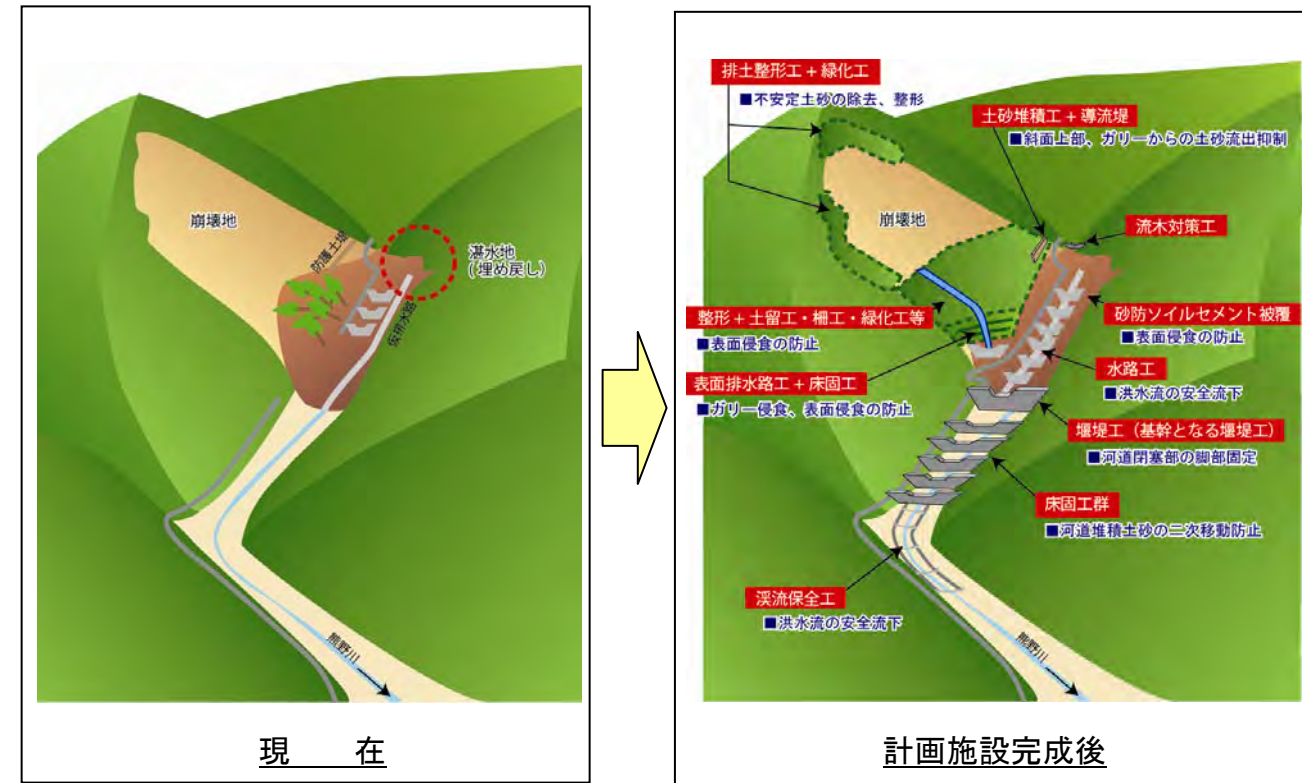 崩壊地
防護土堤
湛水地
(埋め戻し)
仮排水路
熊野川
現　　在
排土整形工 + 緑化工
■不安定土砂の除去、整形
土砂堆積工 + 導流堤
■斜面上部、ガリーからの土砂流出抑制
崩壊地
流木対策工
整形 + 土留工・柵工・緑化工等
■表面侵食の防止
砂防ソイルセメント被覆
■表面侵食の防止
表面排水路工 + 床固工
■ガリー侵食、表面侵食の防止
水路工
■洪水流の安全流下
堰堤工（基幹となる堰堤工）
■河道閉塞部の脚部固定
床固工群
■河道堆積土砂の二次移動防止
渓流保全工
■洪水流の安全流下
熊野川
計画施設完成後